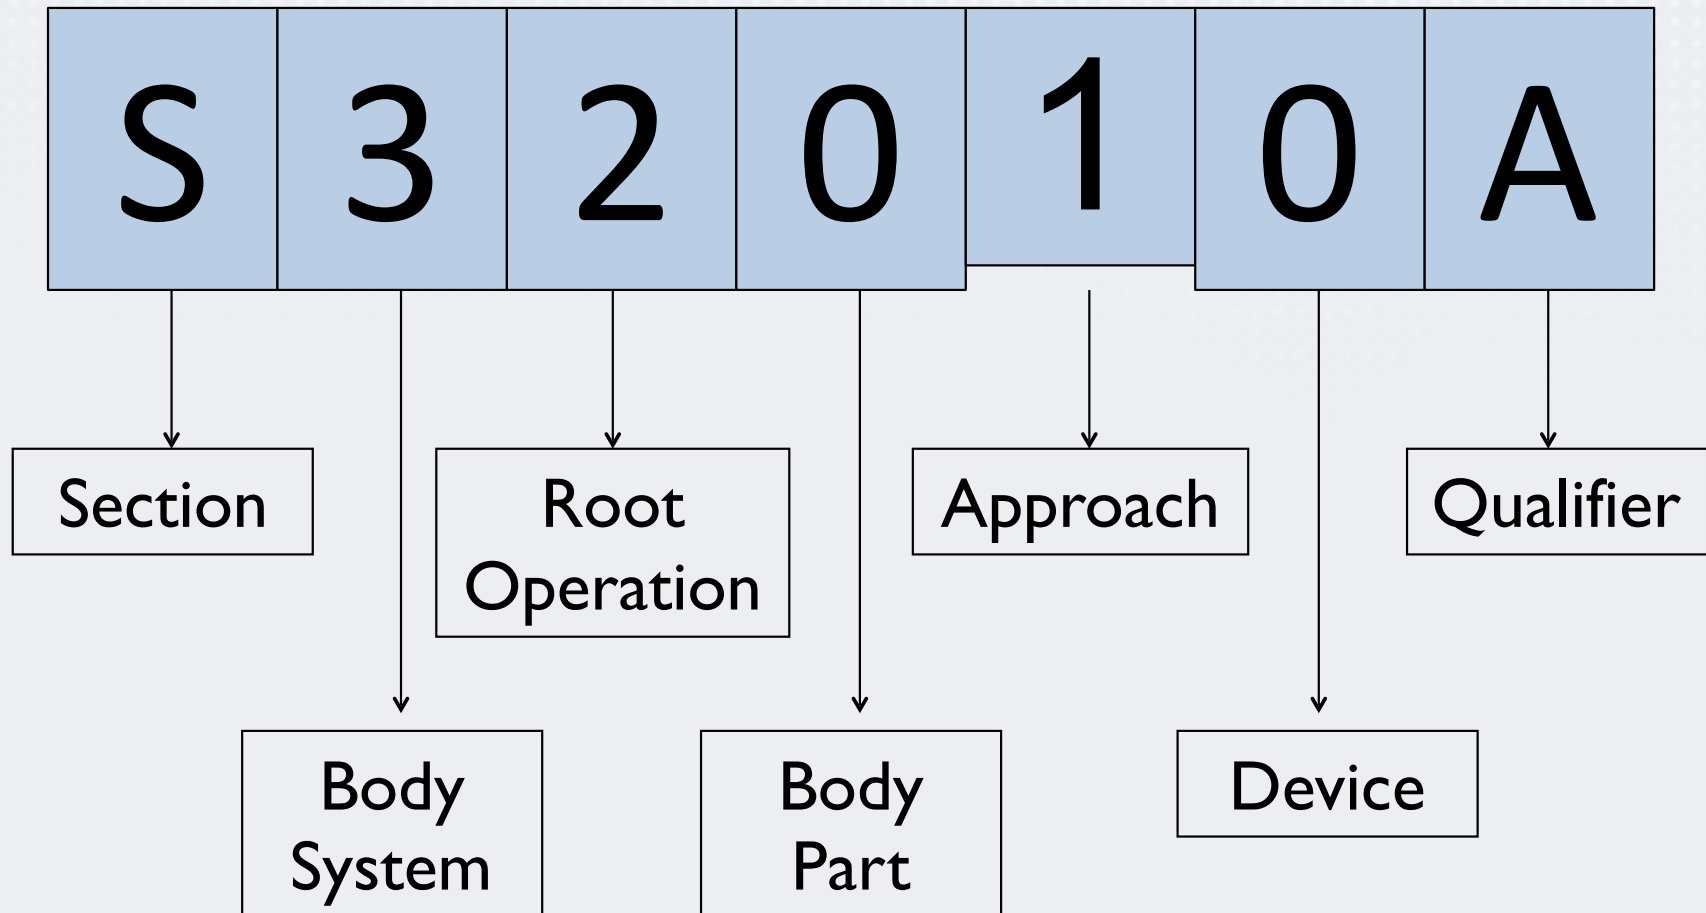 S 3 2 0 1 0 A
Section
Root
Operation
Approach
Qualifier
Body
System
Body
Part
Device